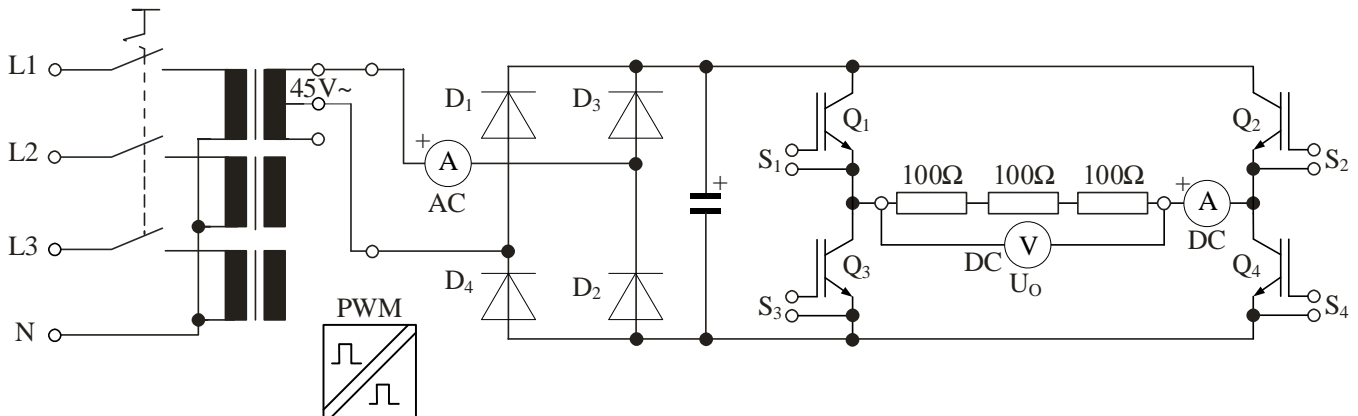 L1
L2
L3
N
45V~
+
A
AC
D1
D3
D4
D2
PWM
+
Q1
S1
Q3
S3
100Ω 100Ω 100Ω
DC V
UO
+
A
DC
Q2
S2
Q4
S4